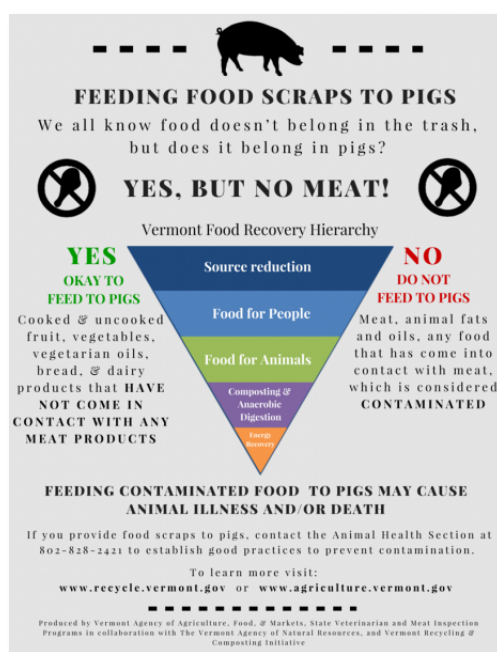 FEEDING FOOD SCRAPS TO PIGS
We all know food doesn't belong in the trash,
but does it belong in pigs?
YES, BUT NO MEAT!
Vermont Food Recovery Hierarchy
YES
OKAY TO
FEED TO PIGS
Cooked & uncooked
fruit, vegetables,
vegetarian oils,
bread, & dairy
products that HAVE
NOT COME IN
CONTACT WITH ANY
MEAT PRODUCTS
Source reduction
Food for People
Food for Animals
Composting &
Anaerobic
Digestion
Energy
Recovery
NO
DO NOT
FEED TO PIGS
Meat, animal fats
and oils, any food
that has come into
contact with meat,
which is considered
CONTAMINATED
FEEDING CONTAMINATED FOOD TO PIGS MAY CAUSE
ANIMAL ILLNESS AND/OR DEATH
If you provide food scraps to pigs, contact the Animal Health Section at
802-828-2421 to establish good practices to prevent contamination.
To learn more visit:
www.recycle.vermont.gov or www.agriculture.vermont.gov
Produced by Vermont Agency of Agriculture, Food, & Markets, State Veterinarian and Meat Inspection
Programs in collaboration with The Vermont Agency of Natural Resources, and Vermont Recycling &
Composting Initiative